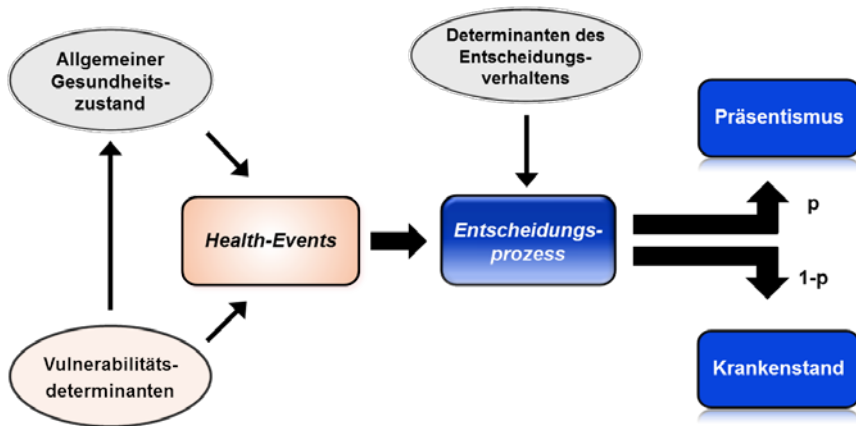 Allgemeiner
Gesundheits-
zustand
Determinanten des
Entscheidungs-
verhaltens
Präsentismus
Health-Events
Entscheidungs-
prozess
p
1-p
Vulnerabilitäts-
determinanten
Krankenstand